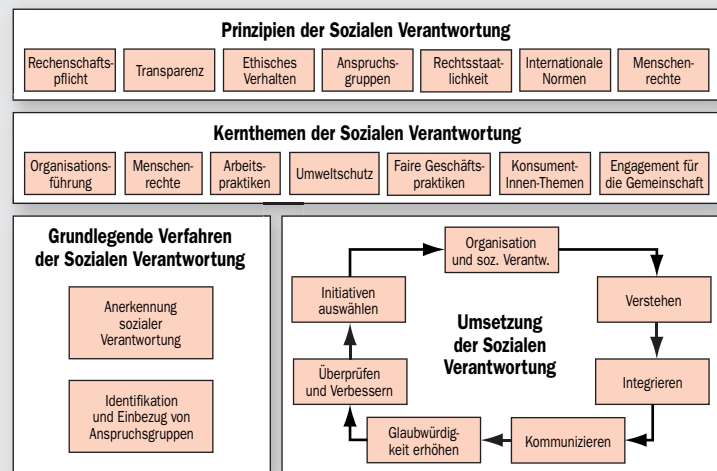 Prinzipien der Sozialen Verantwortung
Rechenschafts-
pflicht
Transparenz
Ethisches
Verhalten
Anspruchs-
gruppen
Rechtsstaat-
lichkeit
Internationale
Normen
Menschen-
rechte
Kernthemen der Sozialen Verantwortung
Organisations-
führung
Menschen-
rechte
Arbeits-
praktiken
Umweltschutz
Faire Geschäfts-
praktiken
Konsument-
Innen-Themen
Engagement für
die Gemeinschaft
Grundlegende Verfahren
der Sozialen Verantwortung
Anerkennung
sozialer
Verantwortung
Identifikation
und Einbezug von
Anspruchsgruppen
Organisation
und soz. Verantw.
Verstehen
Integrieren
Kommunizieren
Glaubwürdig-
keit erhöhen
Überprüfen
und Verbessern
Initiativen
auswählen
Umsetzung
der Sozialen
Verantwortung